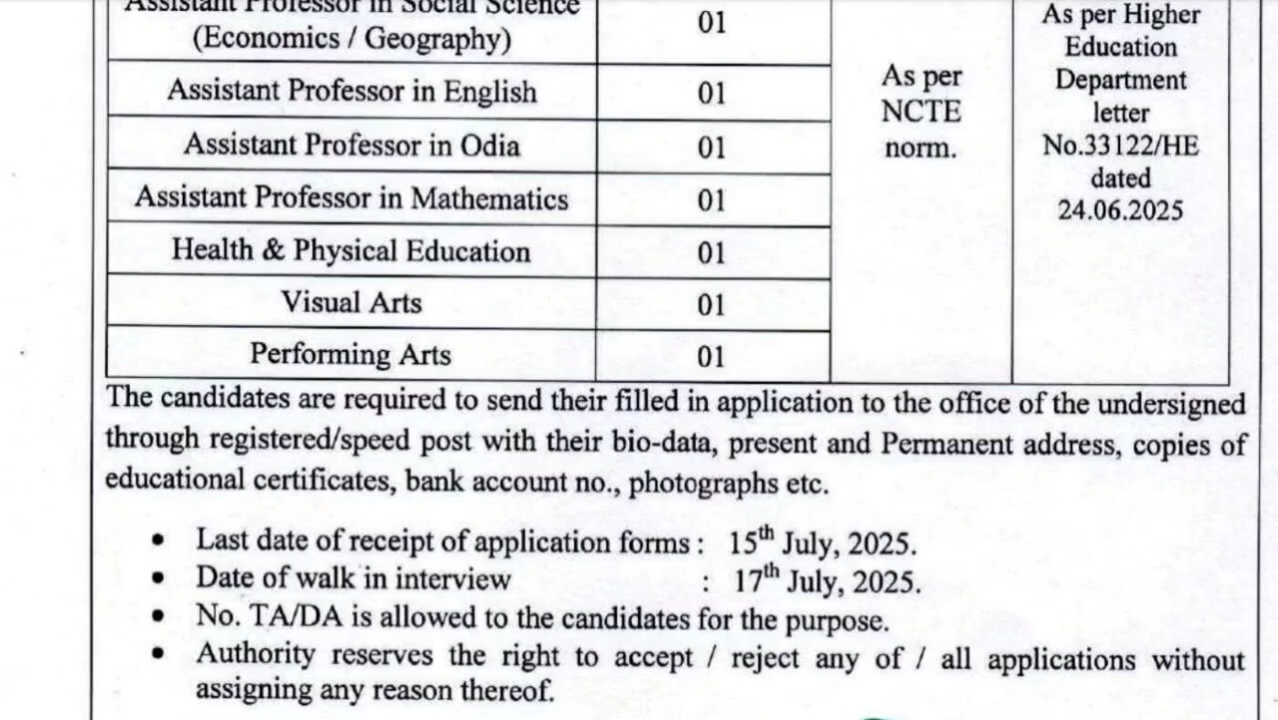 Assistant Professor in Social Science
(Economics / Geography)
01
Assistant Professor in English
01
Assistant Professor in Odia
01
Assistant Professor in Mathematics
01
Health & Physical Education
01
Visual Arts
01
Performing Arts
01
As per
NCTE
norm.
As per Higher
Education
Department
letter
No.33122/HE
dated
24.06.2025
The candidates are required to send their filled in application to the office of the undersigned
through registered/speed post with their bio-data, present and Permanent address, copies of
educational certificates, bank account no., photographs etc.
• Last date of receipt of application forms : 15th July, 2025.
• Date of walk in interview : 17th July, 2025.
• No. TA/DA is allowed to the candidates for the purpose.
• Authority reserves the right to accept / reject any of / all applications without
assigning any reason thereof.